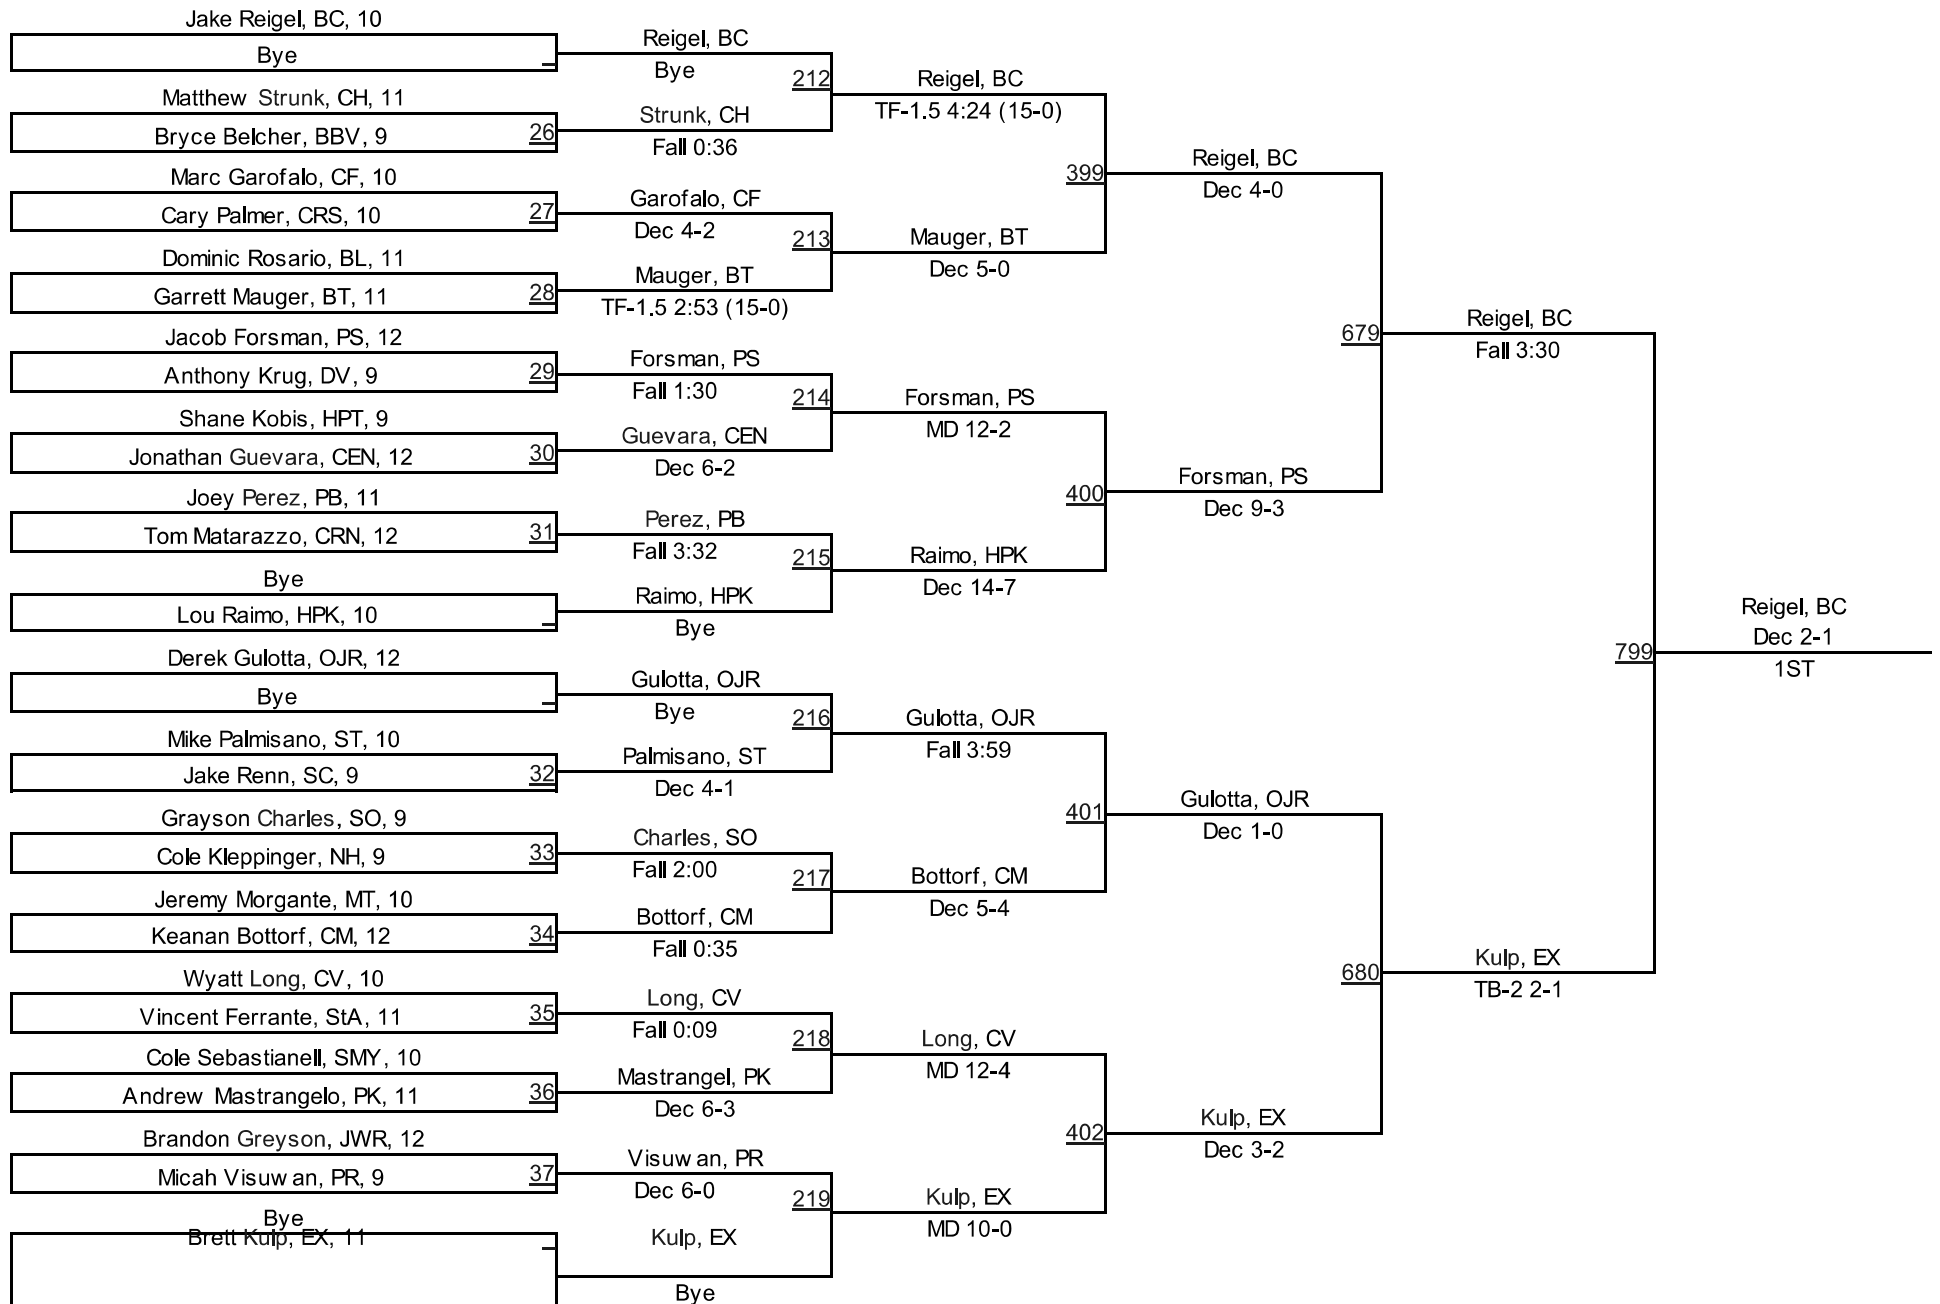 Jake Reigel, BC, 10
Bye
Matthew Strunk, CH, 11
Bryce Belcher, BBV, 9
26
Marc Garofalo, CF, 10
Cary Palmer, CRS, 10
27
Dominic Rosario, BL, 11
Garrett Mauger, BT, 11
28
Jacob Forsman, PS, 12
Anthony Krug, DV, 9
29
Shane Kobis, HPT, 9
Jonathan Guevara, CEN, 12
30
Joey Perez, PB, 11
Tom Matarazzo, CRN, 12
31
Bye
Lou Raimo, HPK, 10
Derek Gulotta, OJR, 12
Bye
Mike Palmisano, ST, 10
Jake Renn, SC, 9
32
Grayson Charles, SO, 9
Cole Kleppinger, NH, 9
33
Jeremy Morgante, MT, 10
Keanan Bottorf, CM, 12
34
Wyatt Long, CV, 10
Vincent Ferrante, StA, 11
35
Cole Sebastianell, SMY, 10
Andrew Mastrangelo, PK, 11
36
Brandon Greyson, JWR, 12
Micah Visuwan, PR, 9
37
Bye
Brett Kulp, EX, 11
Reigel, BC
Bye
212
Strunk, CH
Fall 0:36
Garofalo, CF
Dec 4-2
213
Mauger, BT
TF-1.5 2:53 (15-0)
Forsman, PS
Fall 1:30
214
Guevara, CEN
Dec 6-2
Perez, PB
Fall 3:32
215
Raimo, HPK
Bye
Gulotta, OJR
Bye
216
Palmisano, ST
Dec 4-1
Charles, SO
Fall 2:00
217
Bottorf, CM
Fall 0:35
Long, CV
Fall 0:09
218
Mastrangel, PK
Dec 6-3
Visuwan, PR
Dec 6-0
219
Kulp, EX
Bye
Reigel, BC
TF-1.5 4:24 (15-0)
399
Mauger, BT
Dec 5-0
Forsman, PS
MD 12-2
400
Raimo, HPK
Dec 14-7
Gulotta, OJR
Fall 3:59
401
Bottorf, CM
Dec 5-4
Long, CV
MD 12-4
402
Kulp, EX
MD 10-0
Reigel, BC
Dec 4-0
679
Forsman, PS
Dec 9-3
Gulotta, OJR
Dec 1-0
680
Kulp, EX
Dec 3-2
Reigel, BC
Fall 3:30
799
Kulp, EX
TB-2 2-1
Reigel, BC
Dec 2-1
1ST